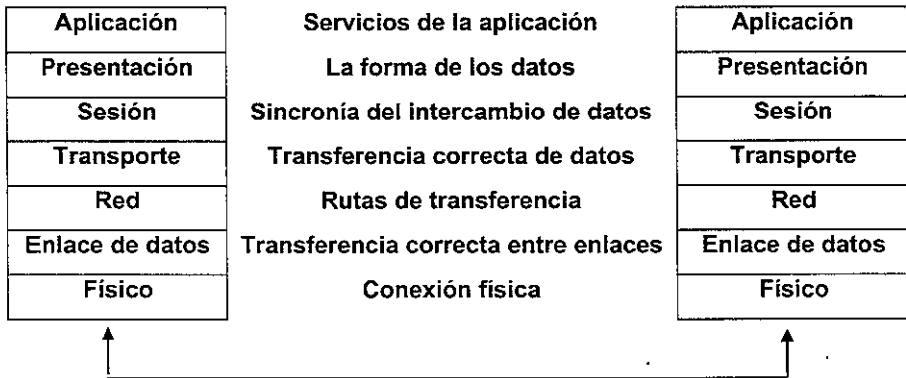 Aplicación Servicios de la aplicación Aplicación
Presentación La forma de los datos Presentación
Sesión Sincronía del intercambio de datos Sesión
Transporte Transferencia correcta de datos Transporte
Red Rutas de transferencia Red
Enlace de datos Transferencia correcta entre enlaces Enlace de datos
Físico Conexión física Físico